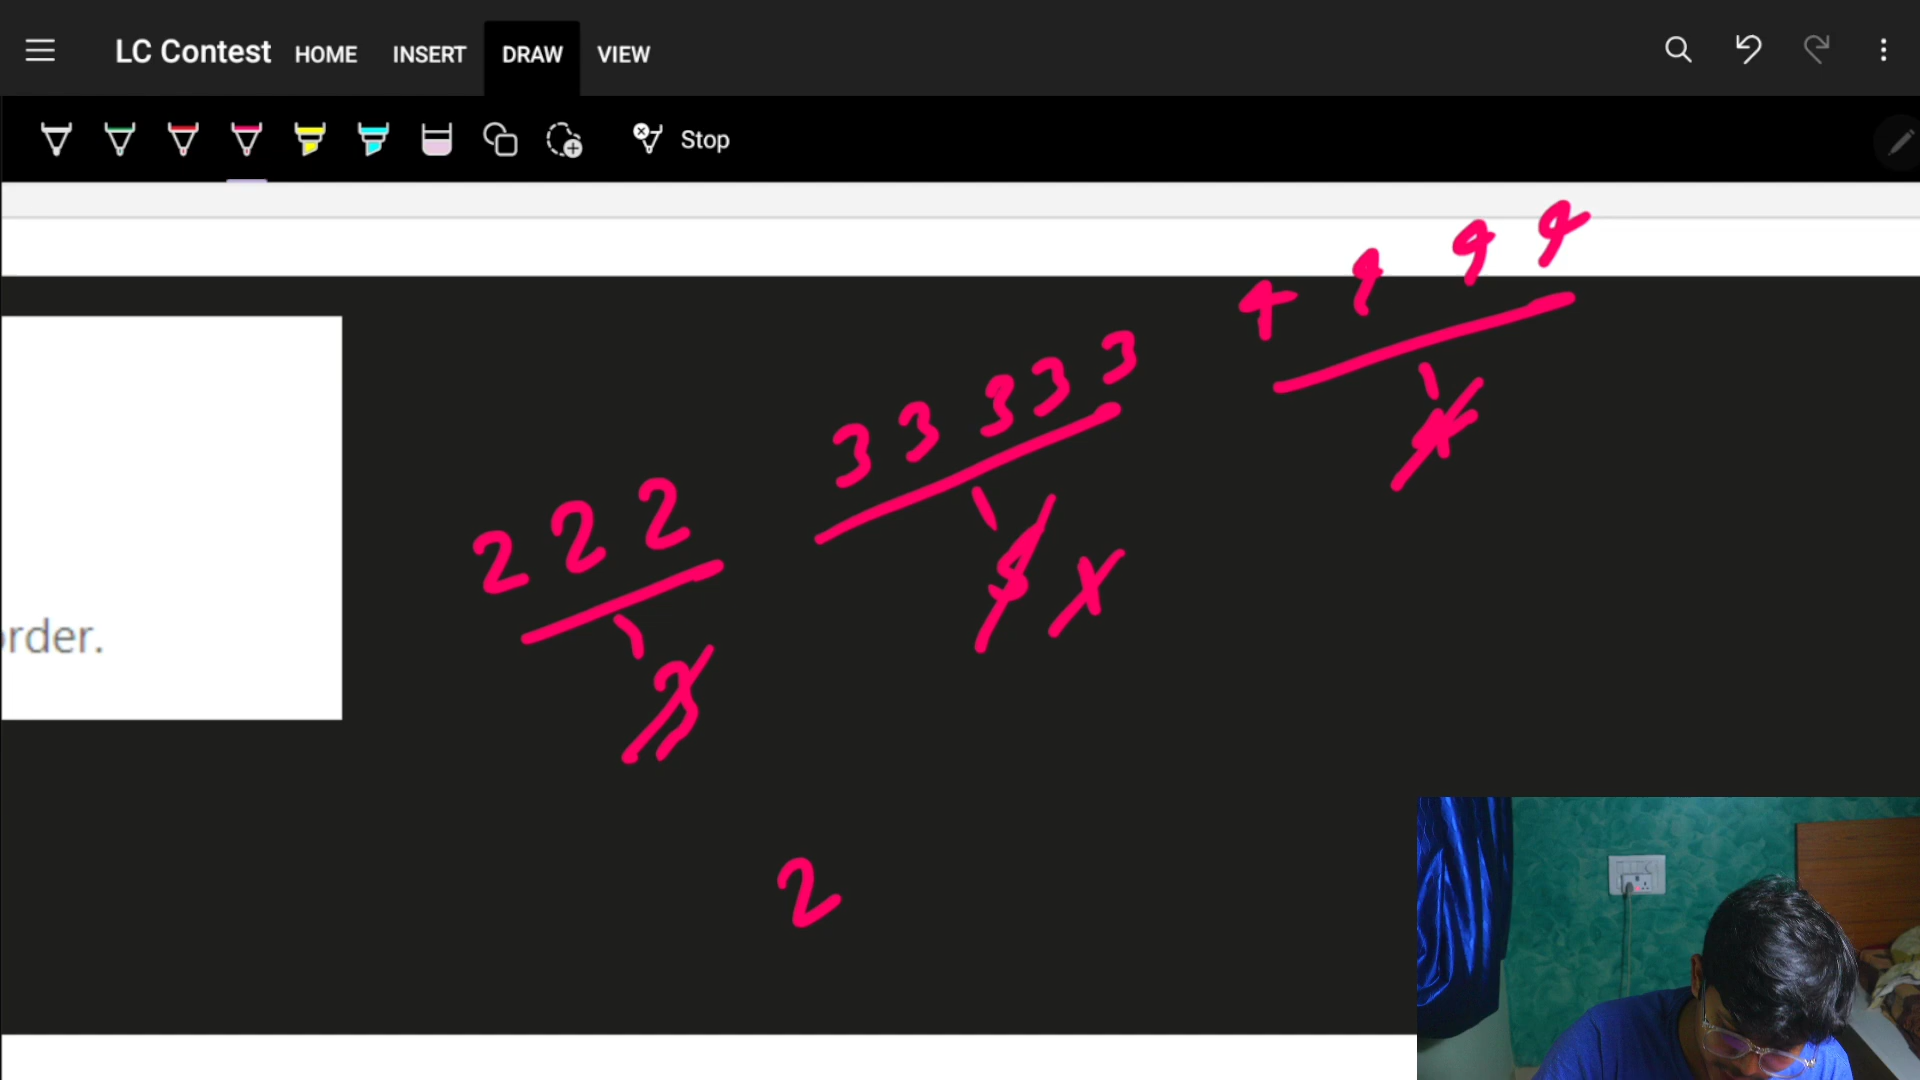 LC Contest HOME INSERT DRAW VIEW
Stop
4 4 4 4
3 3 3 3 3
2 2 2
order.
2